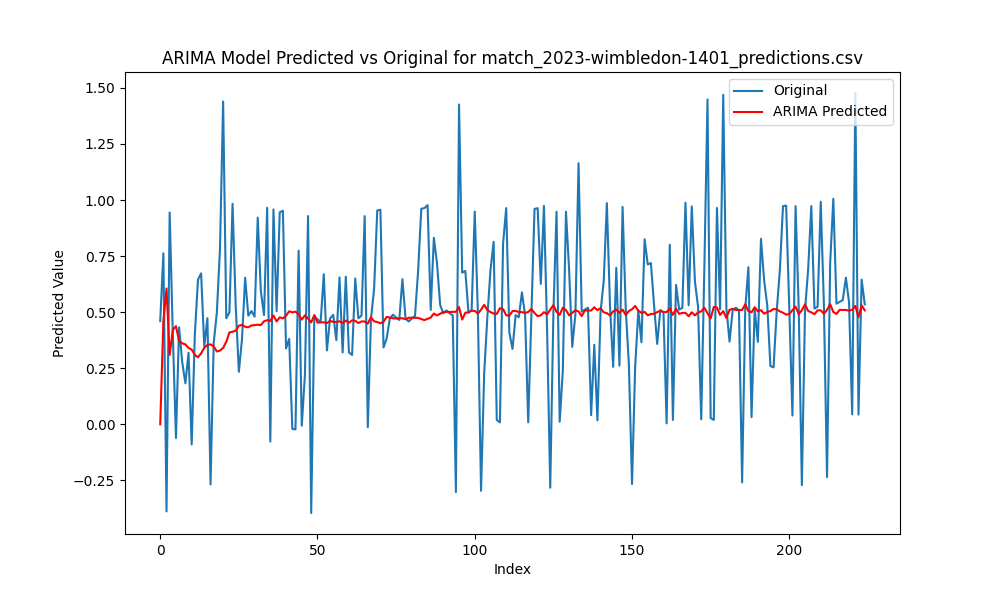 ARIMA Model Predicted vs Original for match_2023-wimbledon-1401_predictions.csv
Original
ARIMA Predicted
1.50
1.25
1.00
0.75
0.50
0.25
0.00
−0.25
Predicted Value
0 50 100 150 200
Index